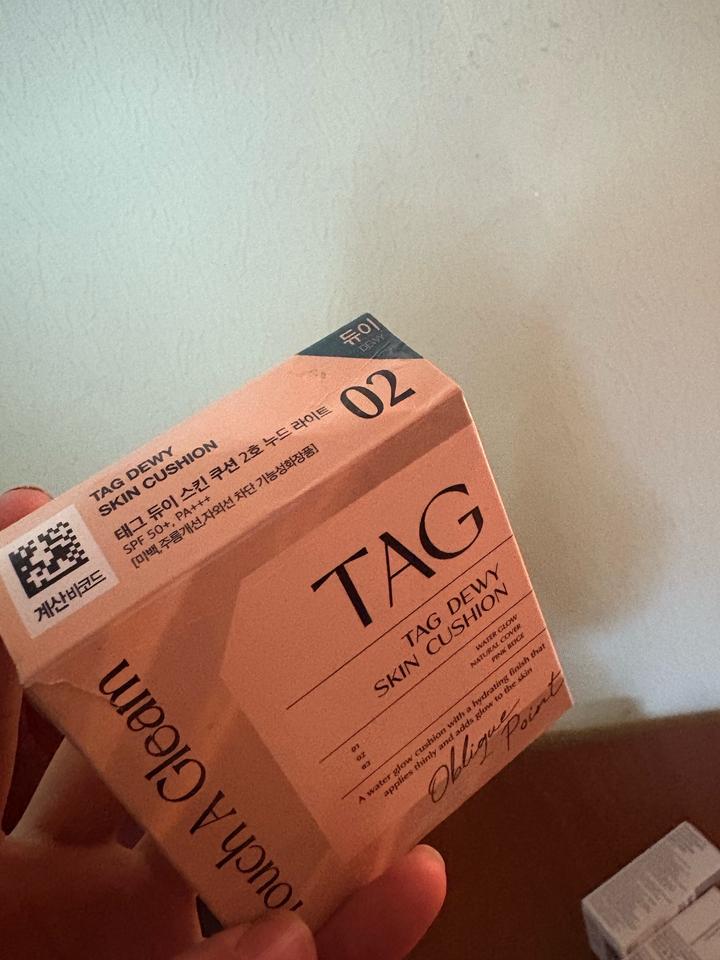 듀이
DEWY
02
TAG DEWY
SKIN CUSHION
태그 듀이 스킨 쿠션 2호 누드 라이트
SPF 50+, PA+++
[미백,주름개선,자외선 차단 기능성화장품]
계산바코드
TAG
TAG DEWY
SKIN CUSHION
WATER GLOW
NATURAL COVER
PINK BEIGE
01
02
03
A water glow cushion with a hydrating finish that
applies thinly and adds glow to the skin
Oblique
Point
Touch A Gleam